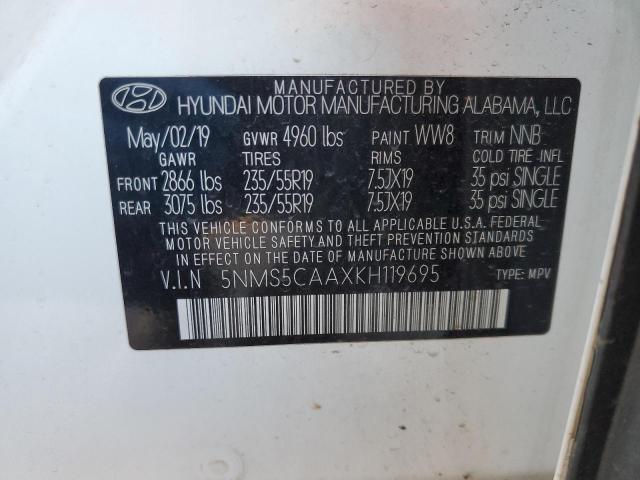 MANUFACTURED BY
HYUNDAI MOTOR MANUFACTURING ALABAMA, LLC
May/02/19 GVWR 4960 lbs PAINT WW8 TRIM NNB
GAWR TIRES RIMS COLD TIRE INFL
FRONT 2866 lbs 235/55R19 7.5JX19 35 psi SINGLE
REAR 3075 lbs 235/55R19 7.5JX19 35 psi SINGLE
THIS VEHICLE CONFORMS TO ALL APPLICABLE U.S.A. FEDERAL
MOTOR VEHICLE SAFETY AND THEFT PREVENTION STANDARDS
IN EFFECT ON THE DATE OF MANUFACTURE SHOWN ABOVE
V.I.N 5NMS5CAAXKH119695 TYPE: MPV